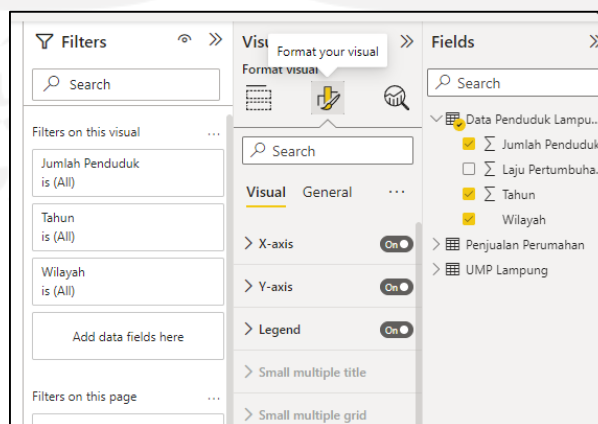 Filters
Search
Filters on this visual
Jumlah Penduduk
is (All)
Tahun
is (All)
Wilayah
is (All)
Add data fields here
Filters on this page
Format your visual
Format visual
Search
Visual General
X-axis On
Y-axis On
Legend On
Small multiple title
Small multiple grid
Fields
Search
Data Penduduk Lampu...
Jumlah Penduduk
Laju Pertumbuha...
Tahun
Wilayah
Penjualan Perumahan
UMP Lampung